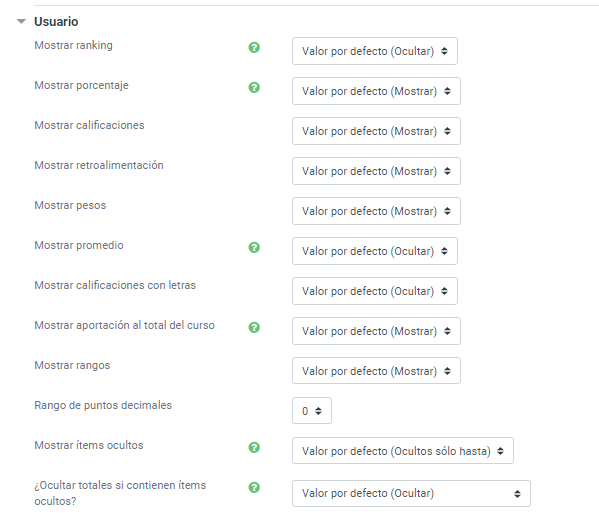 Usuario
Mostrar ranking ? Valor por defecto (Ocultar)
Mostrar porcentaje ? Valor por defecto (Mostrar)
Mostrar calificaciones Valor por defecto (Mostrar)
Mostrar retroalimentación Valor por defecto (Mostrar)
Mostrar pesos Valor por defecto (Mostrar)
Mostrar promedio ? Valor por defecto (Ocultar)
Mostrar calificaciones con letras Valor por defecto (Ocultar)
Mostrar aportación al total del curso ? Valor por defecto (Mostrar)
Mostrar rangos Valor por defecto (Mostrar)
Rango de puntos decimales 0
Mostrar ítems ocultos ? Valor por defecto (Ocultos sólo hasta)
¿Ocultar totales si contienen ítems ? Valor por defecto (Ocultar)
ocultos?